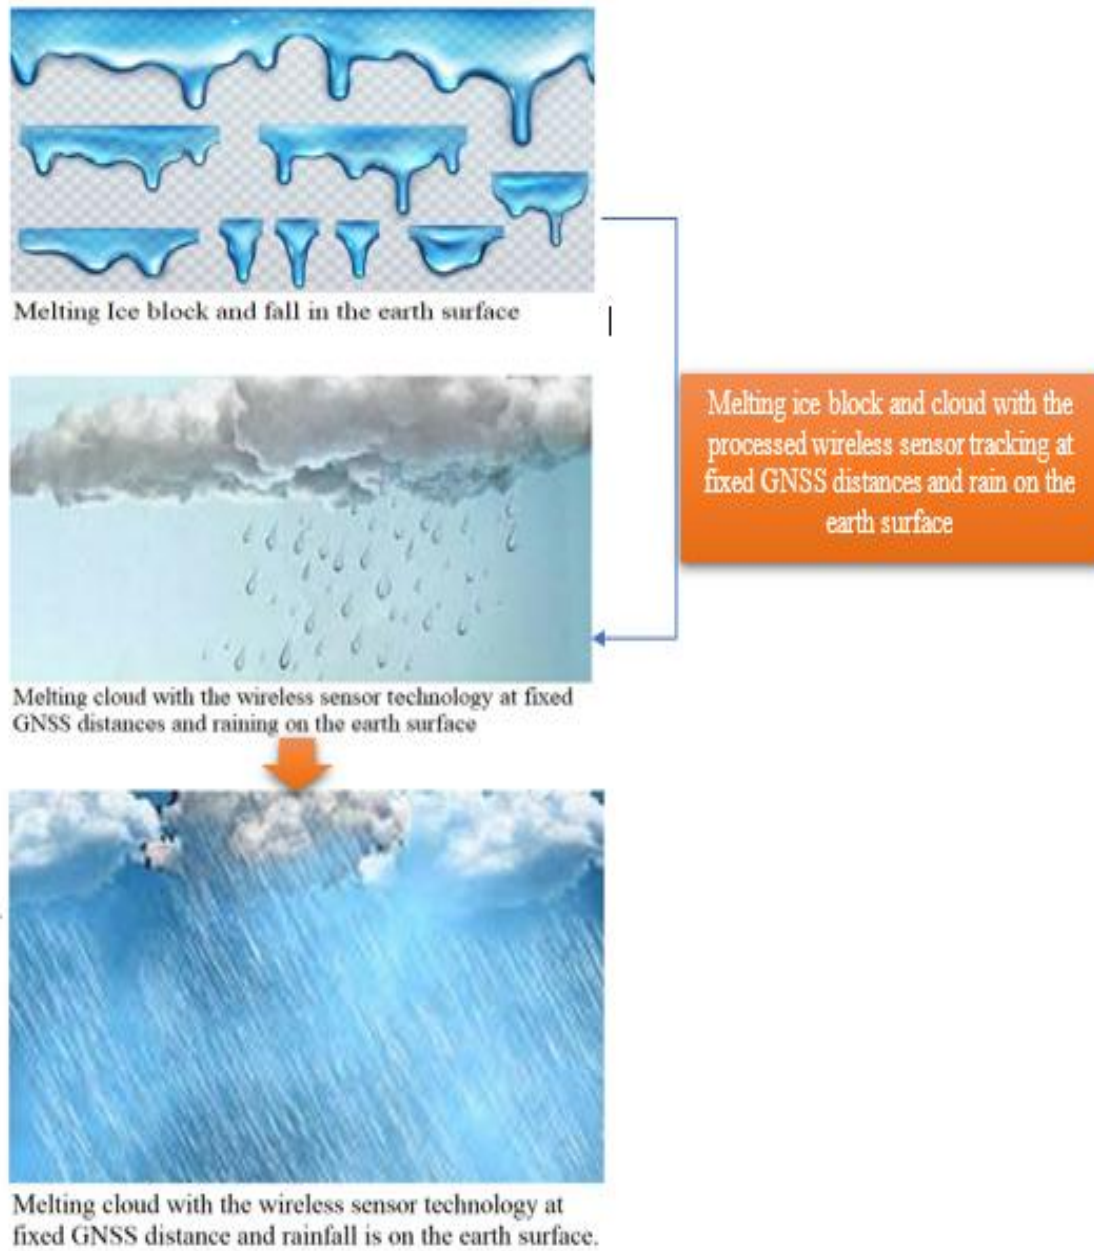 Melting Ice block and fall in the earth surface
Melting ice block and cloud with the
processed wireless sensor tracking at
fixed GNSS distances and rain on the
earth surface
Melting cloud with the wireless sensor technology at fixed
GNSS distances and raining on the earth surface
Melting cloud with the wireless sensor technology at
fixed GNSS distance and rainfall is on the earth surface.